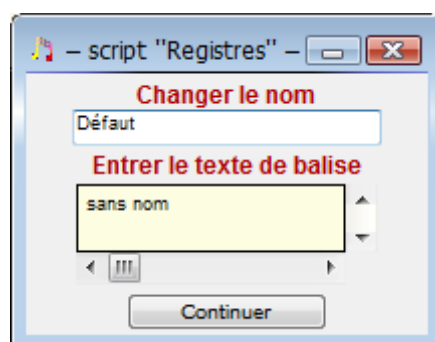 – script "Registres" –
Changer le nom
Défaut
Entrer le texte de balise
sans nom
Continuer